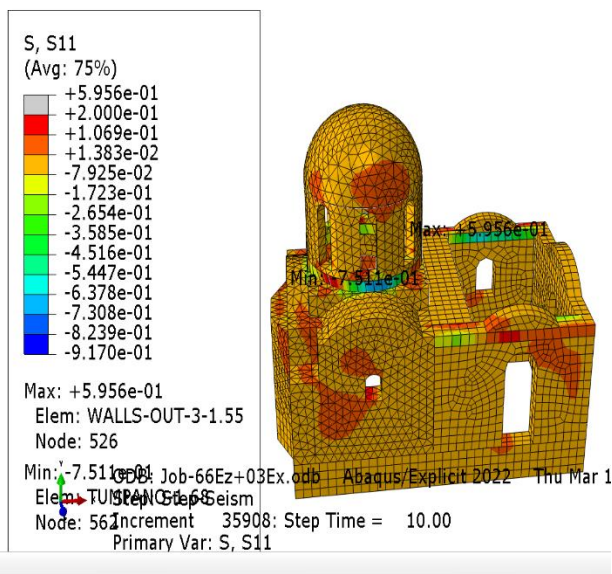 S, S11
(Avg: 75%)
+5.956e-01
+2.000e-01
+1.069e-01
+1.383e-02
-7.925e-02
-1.723e-01
-2.654e-01
-3.585e-01
-4.516e-01
-5.447e-01
-6.378e-01
-7.308e-01
-8.239e-01
-9.170e-01
Max: +5.956e-01
Min: -7.511e-01
Max: +5.956e-01
Elem: WALLS-OUT-3-1.55
Node: 526
Min: -7.511e-01
Elem: TUMPANO-1.68
Node: 562
Y
ODB: Job-66Ez+03Ex.odb Abaqus/Explicit 2022 Thu Mar 1
Step: Step-Seism
Increment 35908: Step Time = 10.00
Primary Var: S, S11